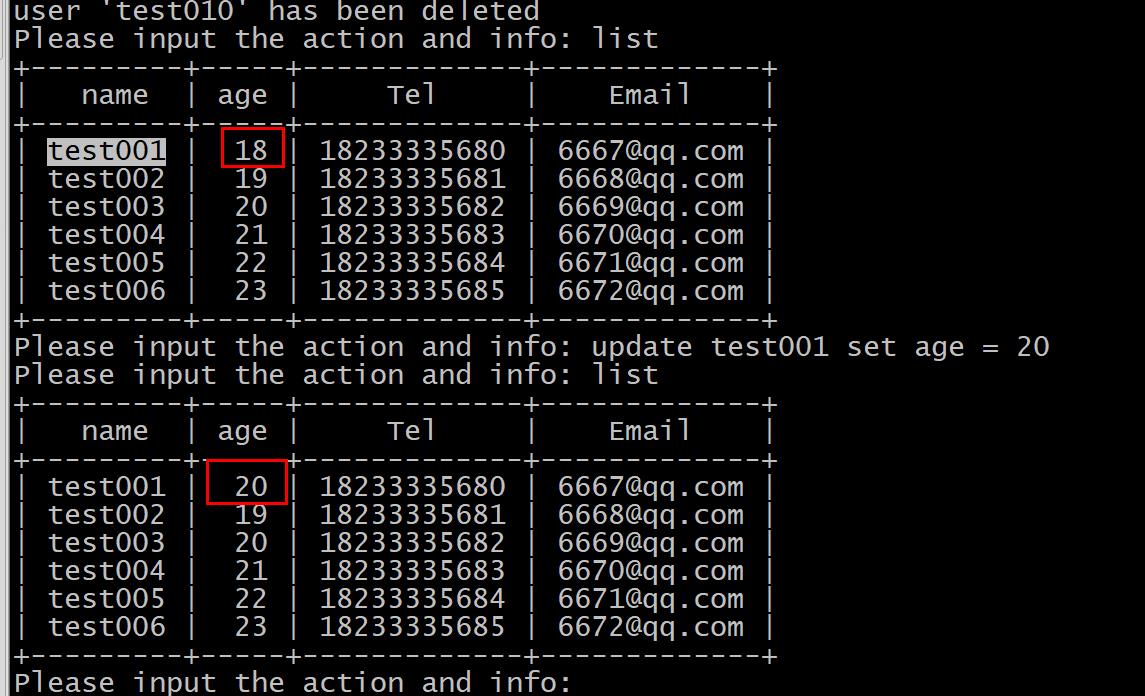 user 'test010' has been deleted
Please input the action and info: list
+---------+-----+-------------+-------------+
|   name  | age |     Tel     |    Email    |
+---------+-----+-------------+-------------+
| test001 |  18 | 18233335680 | 6667@qq.com |
| test002 |  19 | 18233335681 | 6668@qq.com |
| test003 |  20 | 18233335682 | 6669@qq.com |
| test004 |  21 | 18233335683 | 6670@qq.com |
| test005 |  22 | 18233335684 | 6671@qq.com |
| test006 |  23 | 18233335685 | 6672@qq.com |
+---------+-----+-------------+-------------+
Please input the action and info: update test001 set age = 20
Please input the action and info: list
+---------+-----+-------------+-------------+
|   name  | age |     Tel     |    Email    |
+---------+-----+-------------+-------------+
| test001 |  20 | 18233335680 | 6667@qq.com |
| test002 |  19 | 18233335681 | 6668@qq.com |
| test003 |  20 | 18233335682 | 6669@qq.com |
| test004 |  21 | 18233335683 | 6670@qq.com |
| test005 |  22 | 18233335684 | 6671@qq.com |
| test006 |  23 | 18233335685 | 6672@qq.com |
+---------+-----+-------------+-------------+
Please input the action and info: